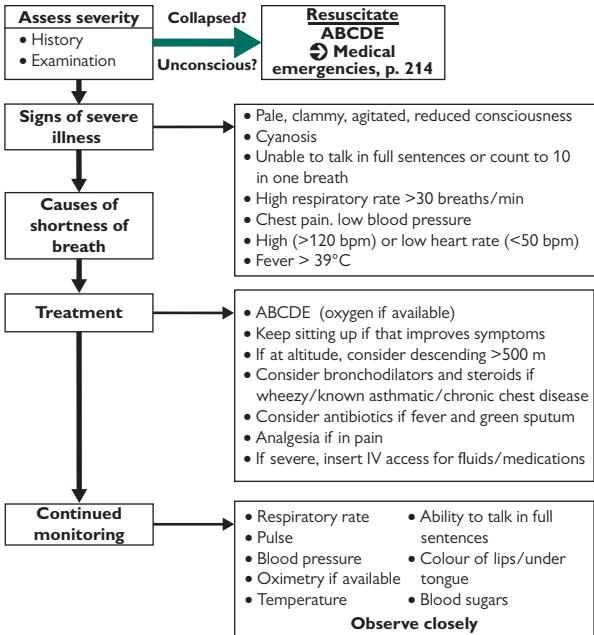 Assess severity
• History
• Examination
Collapsed?
Unconscious?
Resuscitate
ABCDE
➲ Medical
emergencies, p. 214
Signs of severe
illness
• Pale, clammy, agitated, reduced consciousness
• Cyanosis
• Unable to talk in full sentences or count to 10
in one breath
• High respiratory rate >30 breaths/min
• Chest pain. low blood pressure
• High (>120 bpm) or low heart rate (<50 bpm)
• Fever > 39°C
Causes of
shortness of
breath
Treatment
• ABCDE (oxygen if available)
• Keep sitting up if that improves symptoms
• If at altitude, consider descending >500 m
• Consider bronchodilators and steroids if
wheezy/known asthmatic/chronic chest disease
• Consider antibiotics if fever and green sputum
• Analgesia if in pain
• If severe, insert IV access for fluids/medications
Continued
monitoring
• Respiratory rate
• Pulse
• Blood pressure
• Oximetry if available
• Temperature
• Ability to talk in full
sentences
• Colour of lips/under
tongue
• Blood sugars
Observe closely